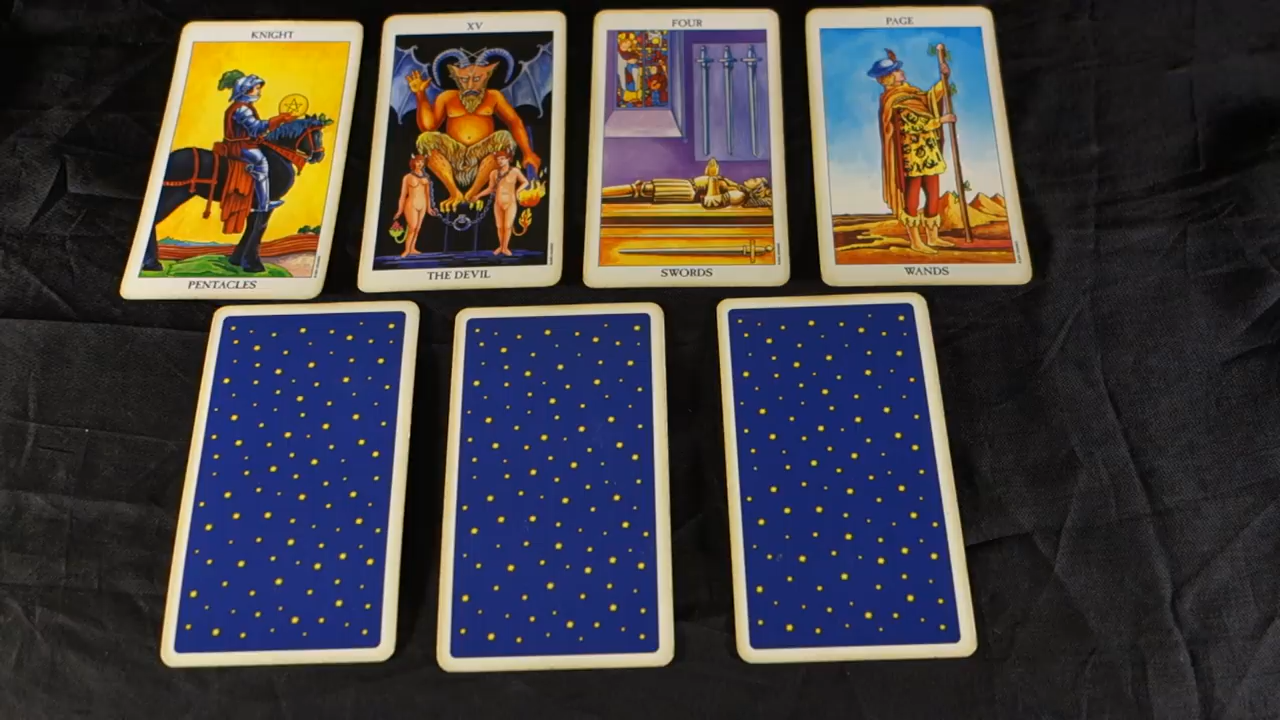 KNIGHT
PENTACLES
XV
THE DEVIL
FOUR
SWORDS
PAGE
WANDS